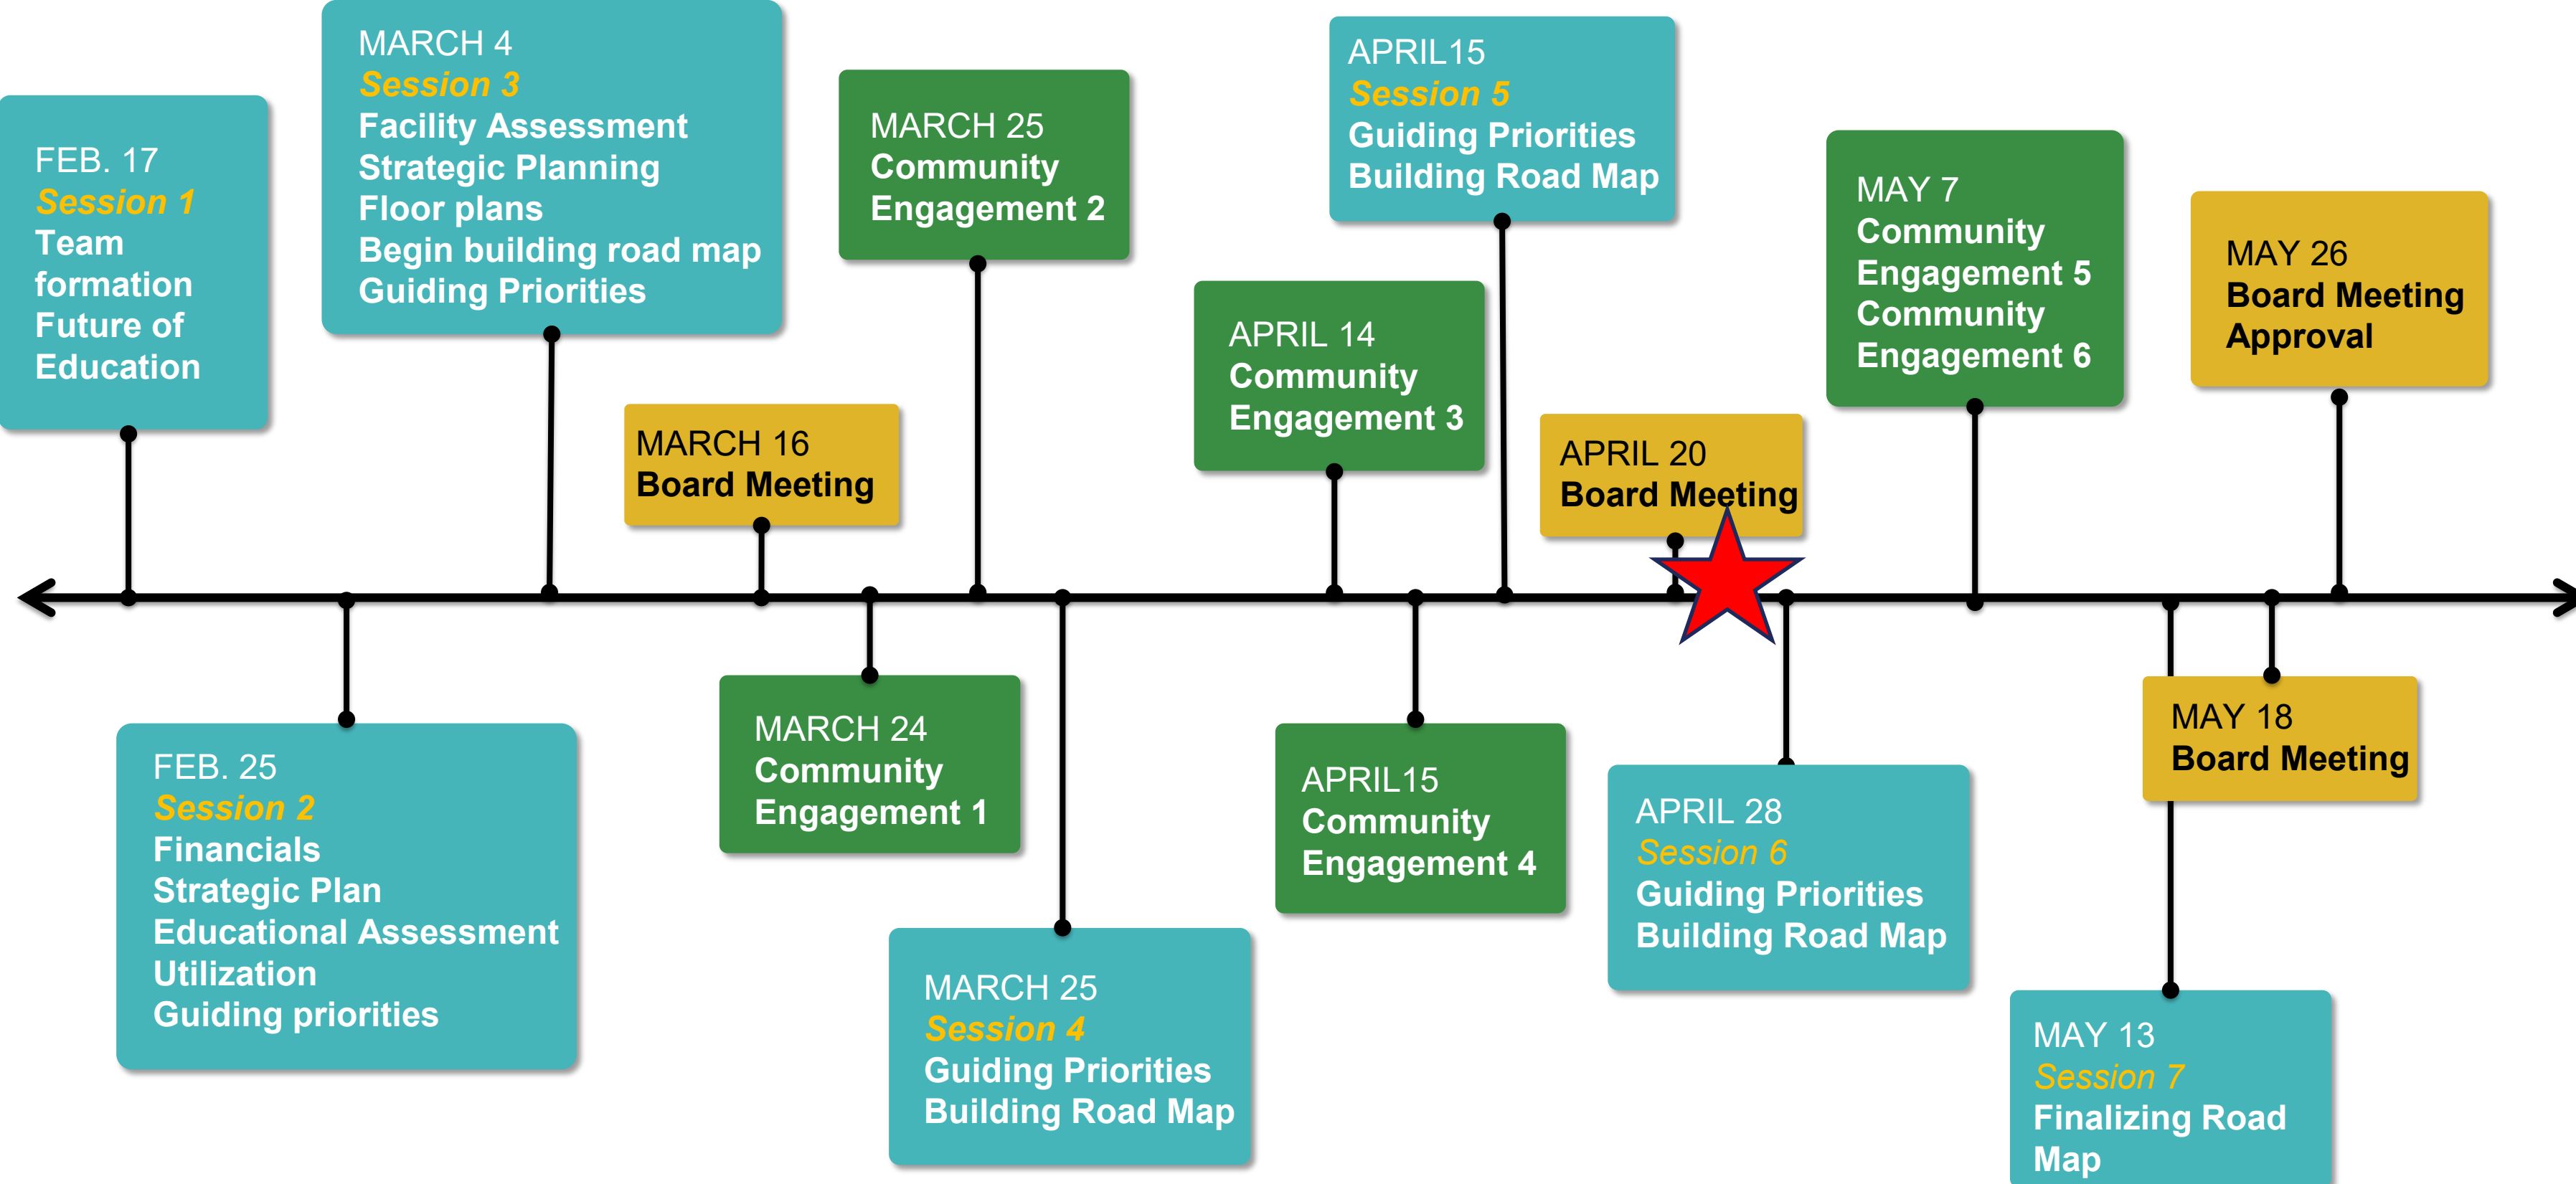 FEB. 17
Session 1
Team
formation
Future of
Education
FEB. 25
Session 2
Financials
Strategic Plan
Educational Assessment
Utilization
Guiding priorities
MARCH 4
Session 3
Facility Assessment
Strategic Planning
Floor plans
Begin building road map
Guiding Priorities
MARCH 16
Board Meeting
MARCH 24
Community
Engagement 1
MARCH 25
Community
Engagement 2
MARCH 25
Session 4
Guiding Priorities
Building Road Map
APRIL 14
Community
Engagement 3
APRIL15
Community
Engagement 4
APRIL15
Session 5
Guiding Priorities
Building Road Map
APRIL 20
Board Meeting
APRIL 28
Session 6
Guiding Priorities
Building Road Map
MAY 7
Community
Engagement 5
Community
Engagement 6
MAY 13
Session 7
Finalizing Road
Map
MAY 18
Board Meeting
MAY 26
Board Meeting
Approval